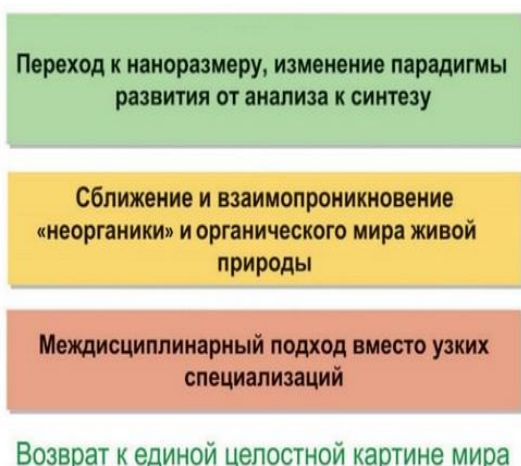 Переход к наноразмеру, изменение парадигмы
развития от анализа к синтезу
Сближение и взаимопроникновение
«неорганики» и органического мира живой
природы
Междисциплинарный подход вместо узких
специализаций
Возврат к единой целостной картине мира